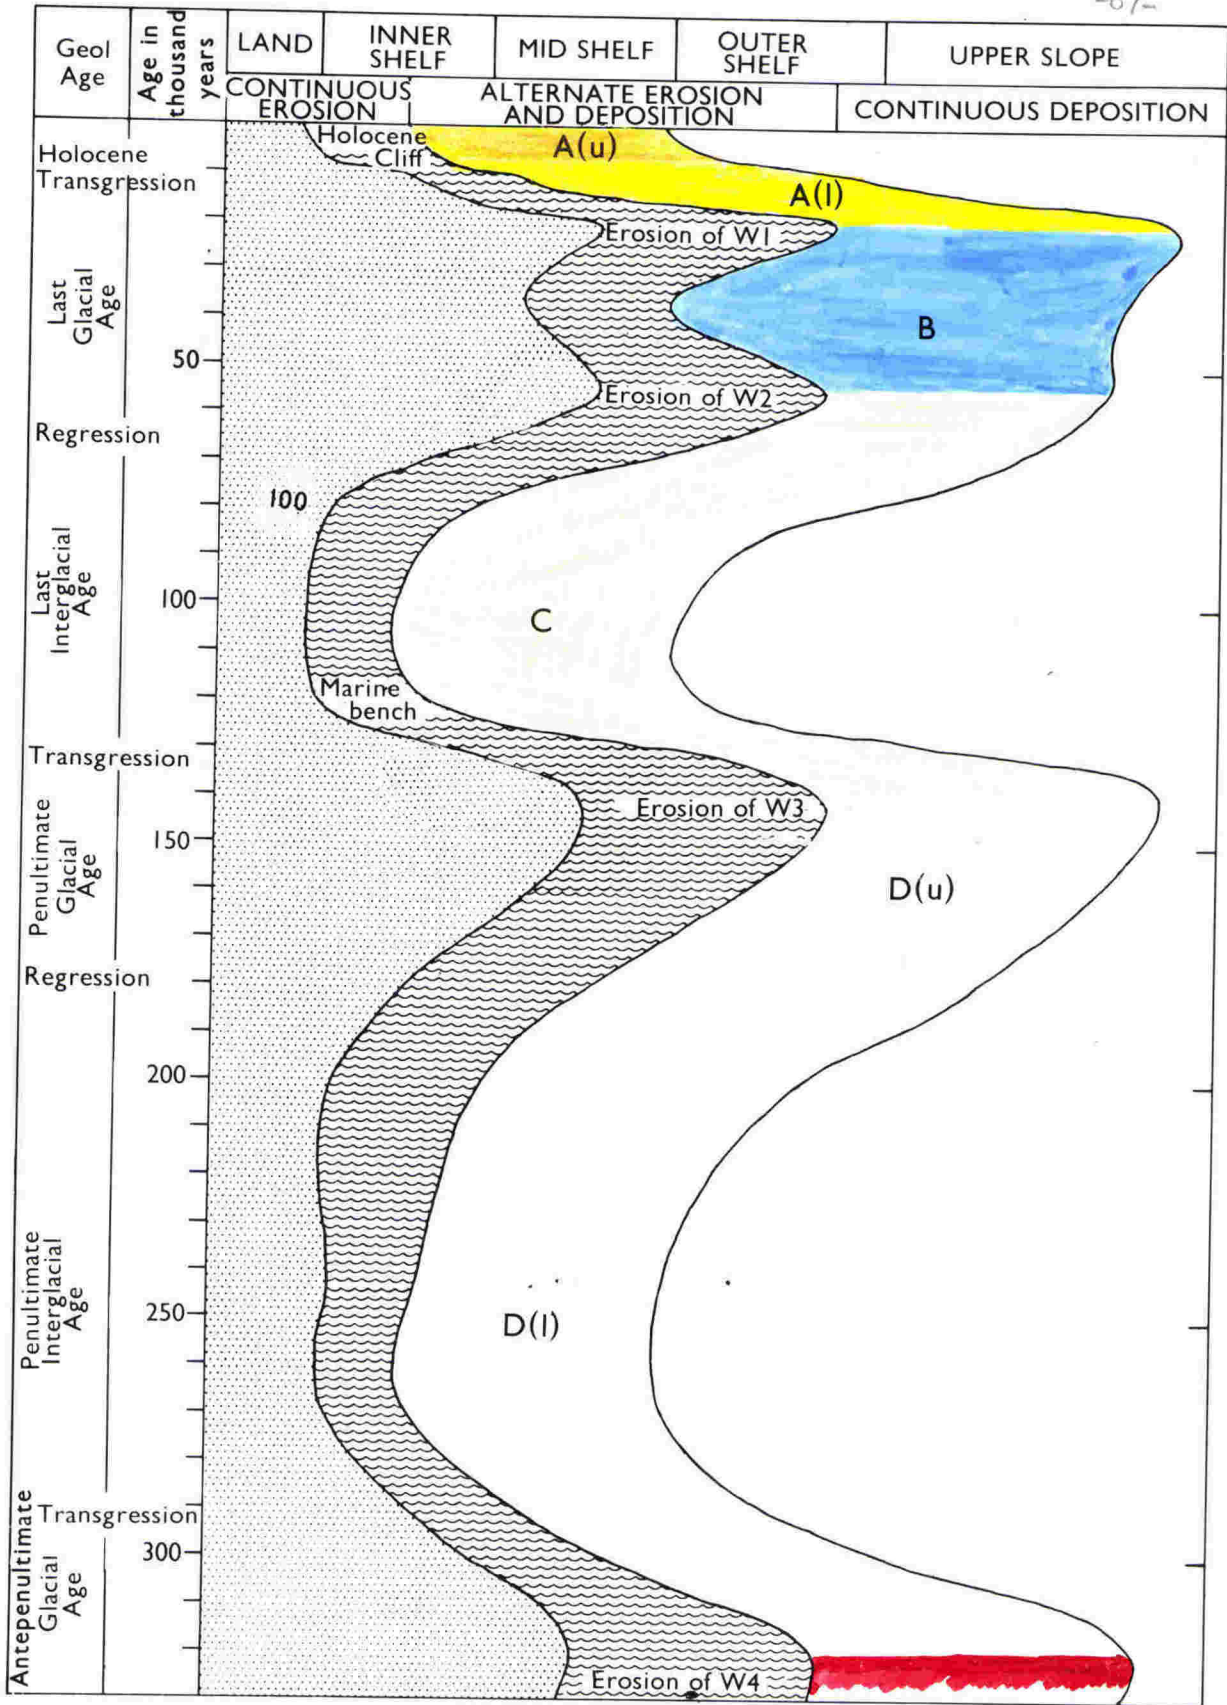 -67-
Geol
Age
Age in
thousand
years
LAND
INNER
SHELF
MID SHELF
OUTER
SHELF
UPPER SLOPE
CONTINUOUS
EROSION
ALTERNATE EROSION
AND DEPOSITION
CONTINUOUS DEPOSITION
Holocene
Transgression
Holocene
Cliff
A(u)
A(l)
Erosion of W1
Last
Glacial
Age
B
50
Erosion of W2
Regression
100
Last
Interglacial
Age
100
C
Marine
bench
Transgression
Penultimate
Glacial
Age
Erosion of W3
150
D(u)
Regression
200
Penultimate
Interglacial
Age
250
D(l)
Antepenultimate
Glacial
Age
Transgression
300
Erosion of W4